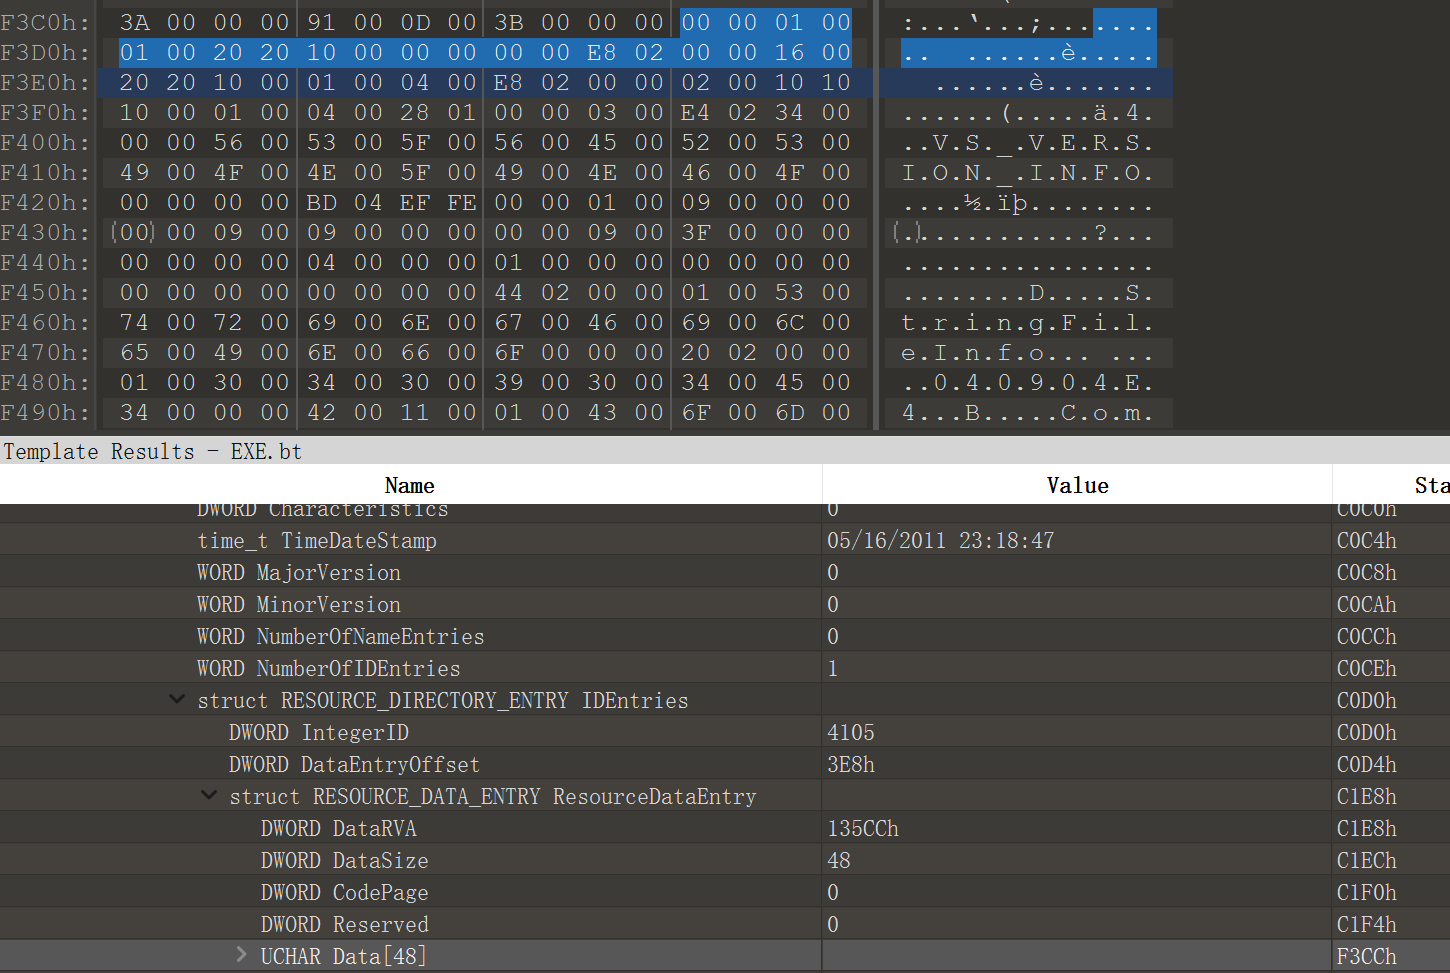 F3C0h: 3A 00 00 00 91 00 0D 00 3B 00 00 00 00 00 01 00 :...‘...;.......
F3D0h: 01 00 20 20 10 00 00 00 00 00 E8 02 00 00 16 00 ..  ......è.....
F3E0h: 20 20 10 00 01 00 04 00 E8 02 00 00 02 00 10 10   ......è.......
F3F0h: 10 00 01 00 04 00 28 01 00 00 03 00 E4 02 34 00 ......(.....ä.4.
F400h: 00 00 56 00 53 00 5F 00 56 00 45 00 52 00 53 00 ..V.S._.V.E.R.S.
F410h: 49 00 4F 00 4E 00 5F 00 49 00 4E 00 46 00 4F 00 I.O.N._.I.N.F.O.
F420h: 00 00 00 00 BD 04 EF FE 00 00 01 00 09 00 00 00 ....½.ïþ........
F430h: (00) 00 09 00 09 00 00 00 00 00 09 00 3F 00 00 00 (.)...........?...
F440h: 00 00 00 00 04 00 00 00 01 00 00 00 00 00 00 00 ................
F450h: 00 00 00 00 00 00 00 00 44 02 00 00 01 00 53 00 ........D.....S.
F460h: 74 00 72 00 69 00 6E 00 67 00 46 00 69 00 6C 00 t.r.i.n.g.F.i.l.
F470h: 65 00 49 00 6E 00 66 00 6F 00 00 00 20 02 00 00 e.I.n.f.o... ...
F480h: 01 00 30 00 34 00 30 00 39 00 30 00 34 00 45 00 ..0.4.0.9.0.4.E.
F490h: 34 00 00 00 42 00 11 00 01 00 43 00 6F 00 6D 00 4...B.....C.o.m.
Template Results - EXE.bt
Name Value Sta
DWORD Characteristics 0 C0C0h
time_t TimeDateStamp 05/16/2011 23:18:47 C0C4h
WORD MajorVersion 0 C0C8h
WORD MinorVersion 0 C0CAh
WORD NumberOfNameEntries 0 C0CCh
WORD NumberOfIDEntries 1 C0CEh
struct RESOURCE_DIRECTORY_ENTRY IDEntries C0D0h
DWORD IntegerID 4105 C0D0h
DWORD DataEntryOffset 3E8h C0D4h
struct RESOURCE_DATA_ENTRY ResourceDataEntry C1E8h
DWORD DataRVA 135CCh C1E8h
DWORD DataSize 48 C1ECh
DWORD CodePage 0 C1F0h
DWORD Reserved 0 C1F4h
UCHAR Data[48] F3CCh